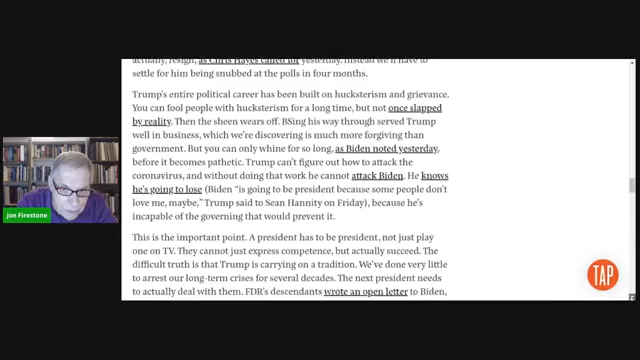 actually, resign, as Chris Hayes called for yesterday. Instead we'll have to
settle for him being snubbed at the polls in four months.
Trump's entire political career has been built on hucksterism and grievance.
You can fool people with hucksterism for a long time, but not once slapped
by reality. Then the sheen wears off. BSing his way through served Trump
well in business, which we're discovering is much more forgiving than
government. But you can only whine for so long, as Biden noted yesterday,
before it becomes pathetic. Trump can't figure out how to attack the
coronavirus, and without doing that work he cannot attack Biden. He knows
he's going to lose (Biden "is going to be president because some people don't
love me, maybe," Trump said to Sean Hannity on Friday), because he's
incapable of the governing that would prevent it.
This is the important point. A president has to be president, not just play
one on TV. They cannot just express competence, but actually succeed. The
difficult truth is that Trump is carrying on a tradition. We've done very little
to arrest our long-term crises for several decades. The next president needs
to actually deal with them. FDR's descendants wrote an open letter to Biden,
Joe Firestone
TAP